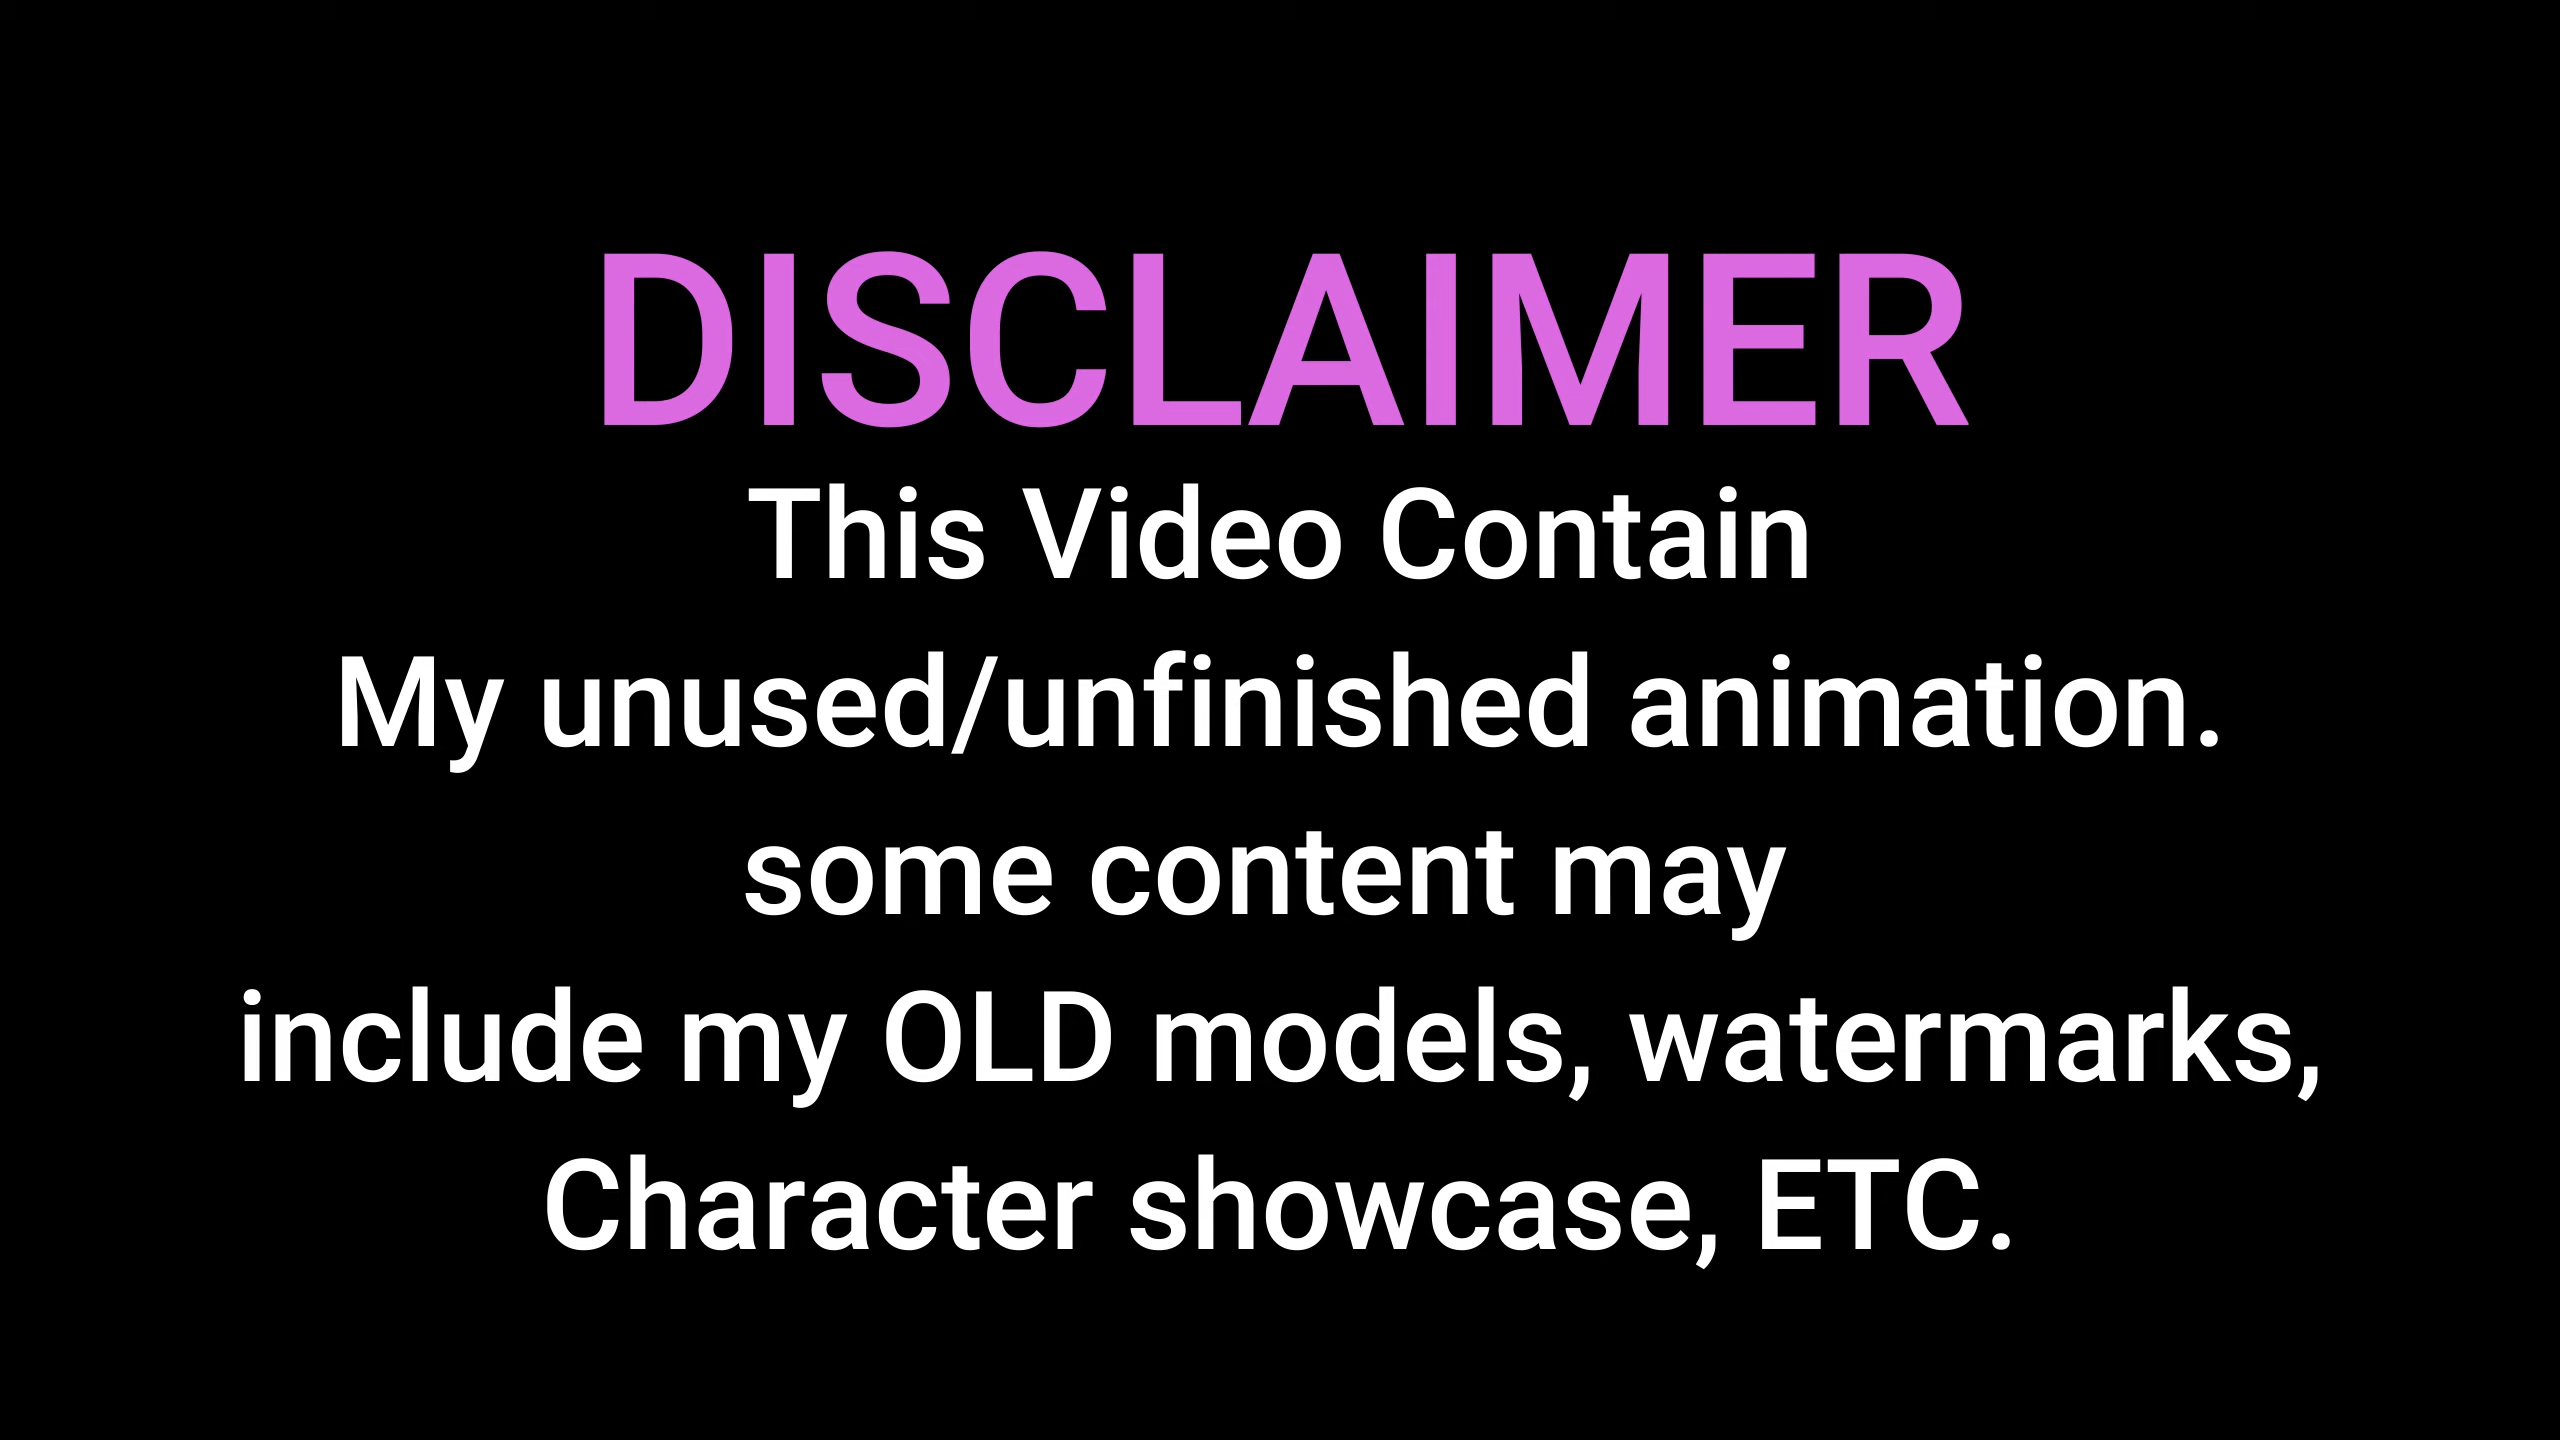 DISCLAIMER
This Video Contain
My unused/unfinished animation.
some content may
include my OLD models, watermarks,
Character showcase, ETC.